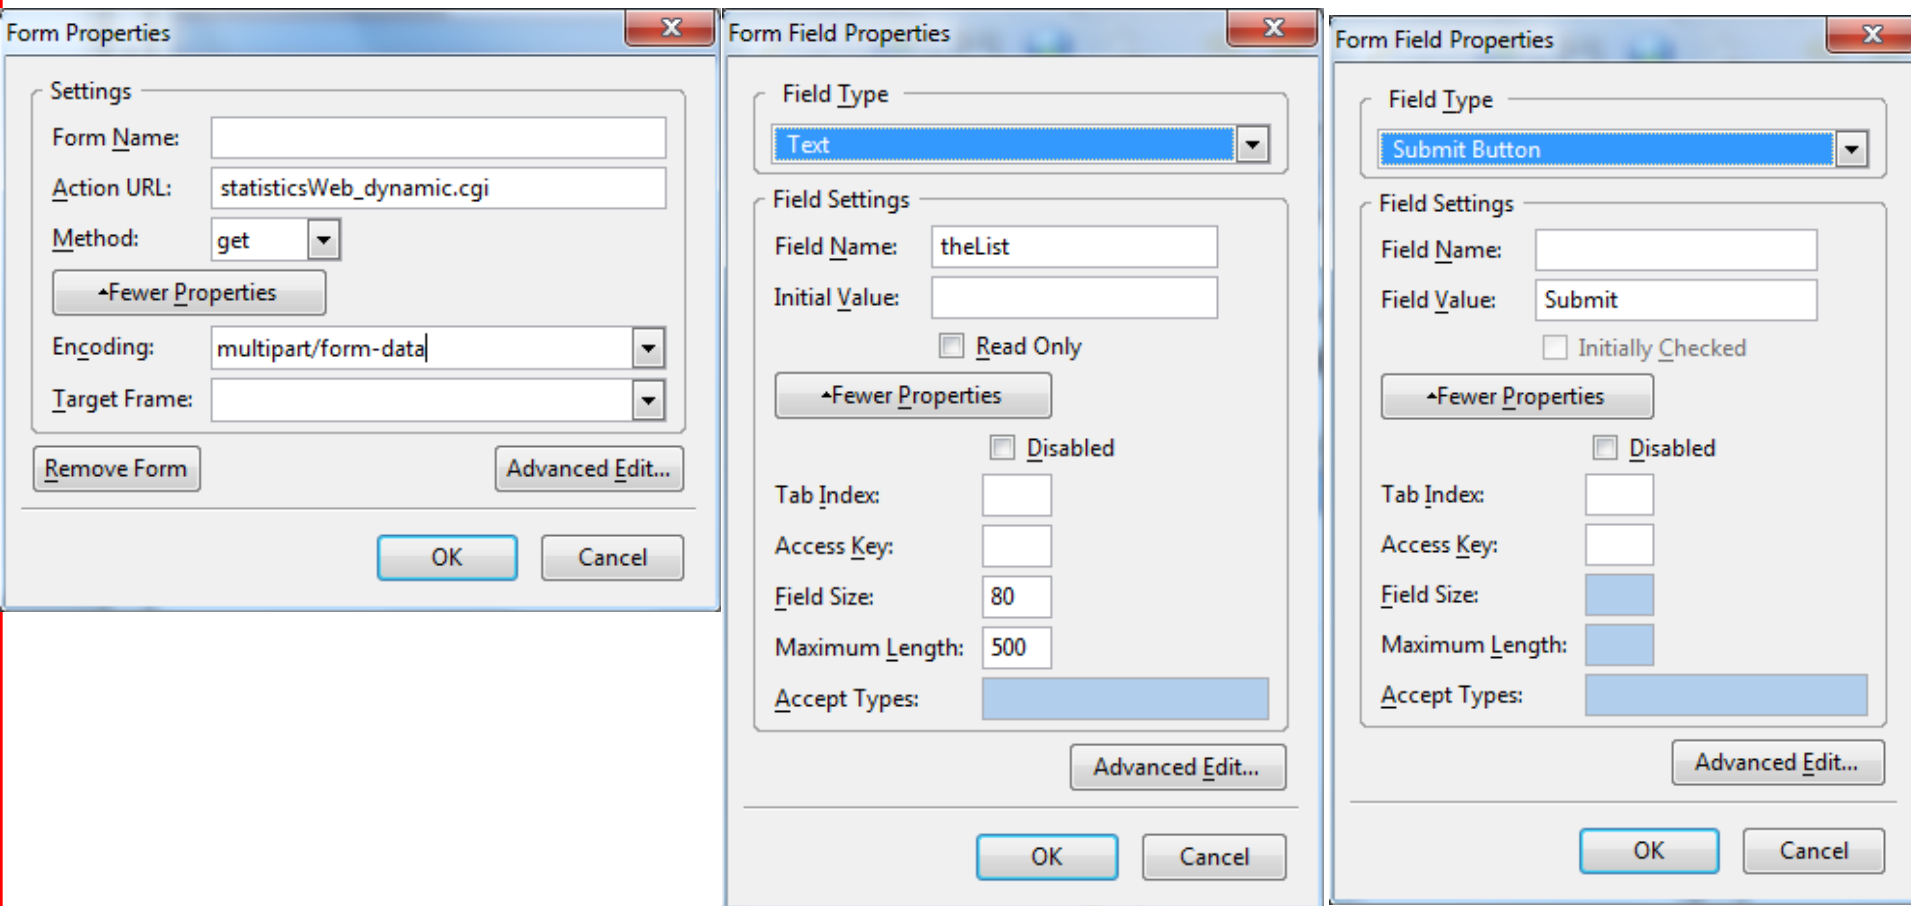 Form Properties
Settings
Form Name:
Action URL: statisticsWeb_dynamic.cgi
Method: get
Fewer Properties
Encoding: multipart/form-data
Target Frame:
Remove Form Advanced Edit...
OK Cancel
Form Field Properties
Field Type
Text
Field Settings
Field Name: theList
Initial Value:
Read Only
Fewer Properties
Disabled
Tab Index:
Access Key:
Field Size: 80
Maximum Length: 500
Accept Types:
Advanced Edit...
OK Cancel
Form Field Properties
Field Type
Submit Button
Field Settings
Field Name:
Field Value: Submit
Initially Checked
Fewer Properties
Disabled
Tab Index:
Access Key:
Field Size:
Maximum Length:
Accept Types:
Advanced Edit...
OK Cancel